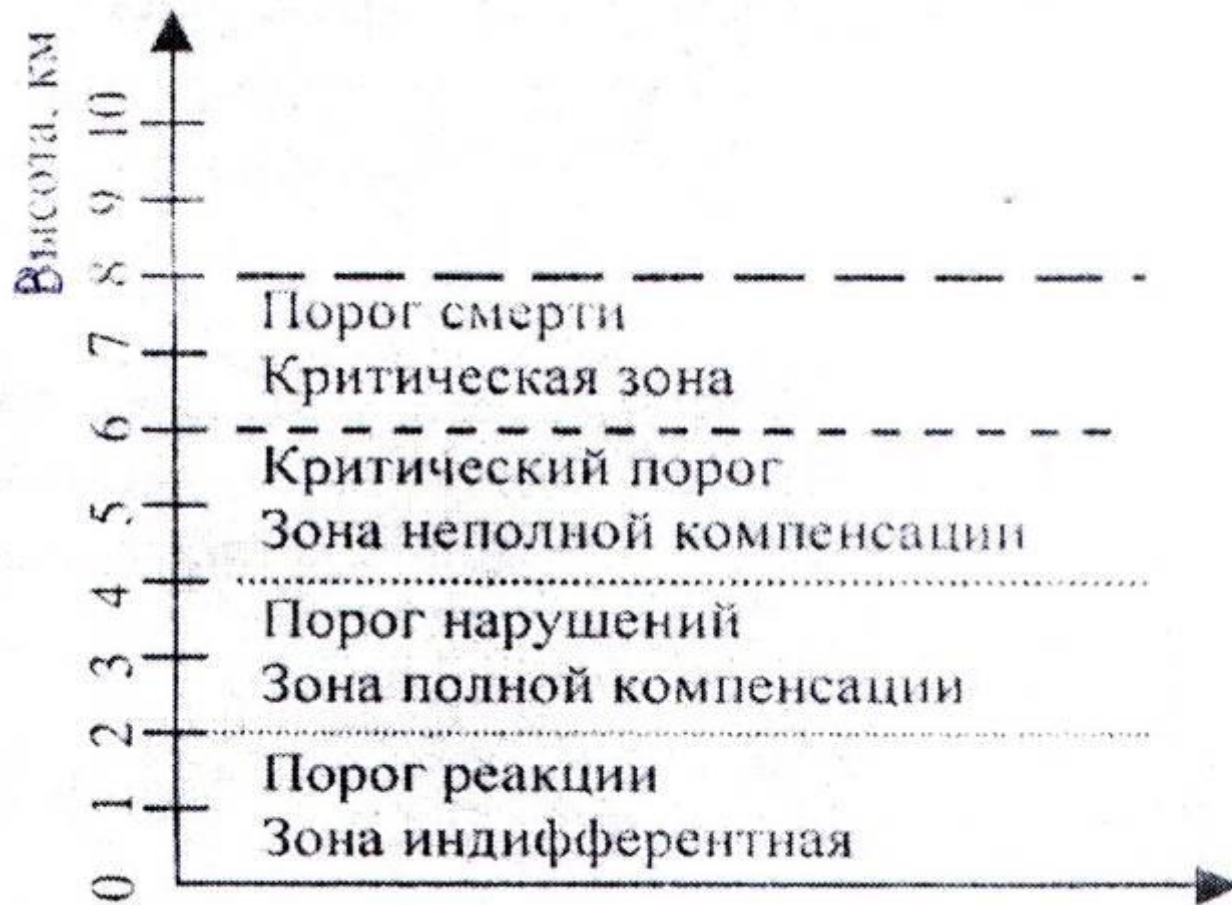 Высота, км
10
9
8
Порог смерти
7
Критическая зона
6
Критический порог
5
Зона неполной компенсации
4
Порог нарушений
3
Зона полной компенсации
2
Порог реакции
1
Зона индифферентная
0